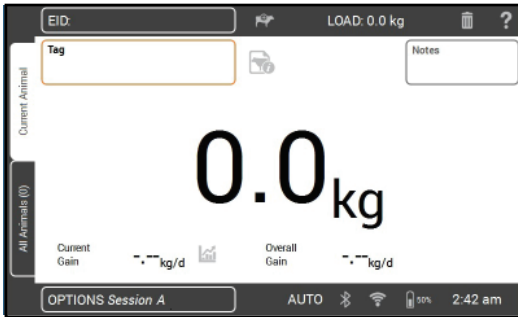 EID:
LOAD: 0.0 kg
?
Current Animal
Tag
Notes
0.0kg
All Animals (0)
Current Gain
-.--kg/d
Overall Gain
-.--kg/d
OPTIONS Session A
AUTO
50%
2:42 am